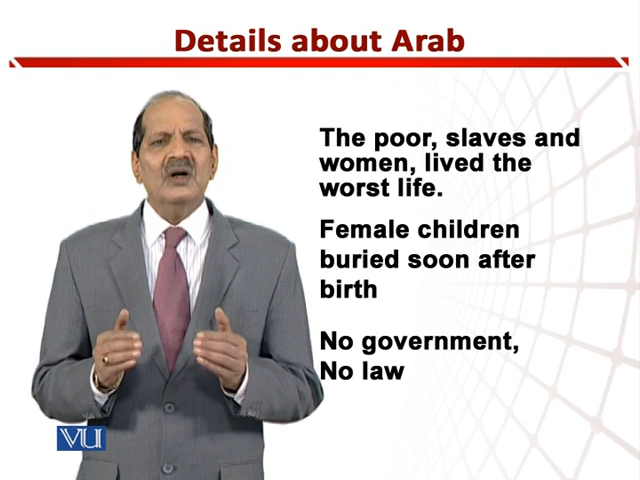 Details about Arab
The poor, slaves and
women, lived the
worst life.
Female children
buried soon after
birth
No government,
No law
VU